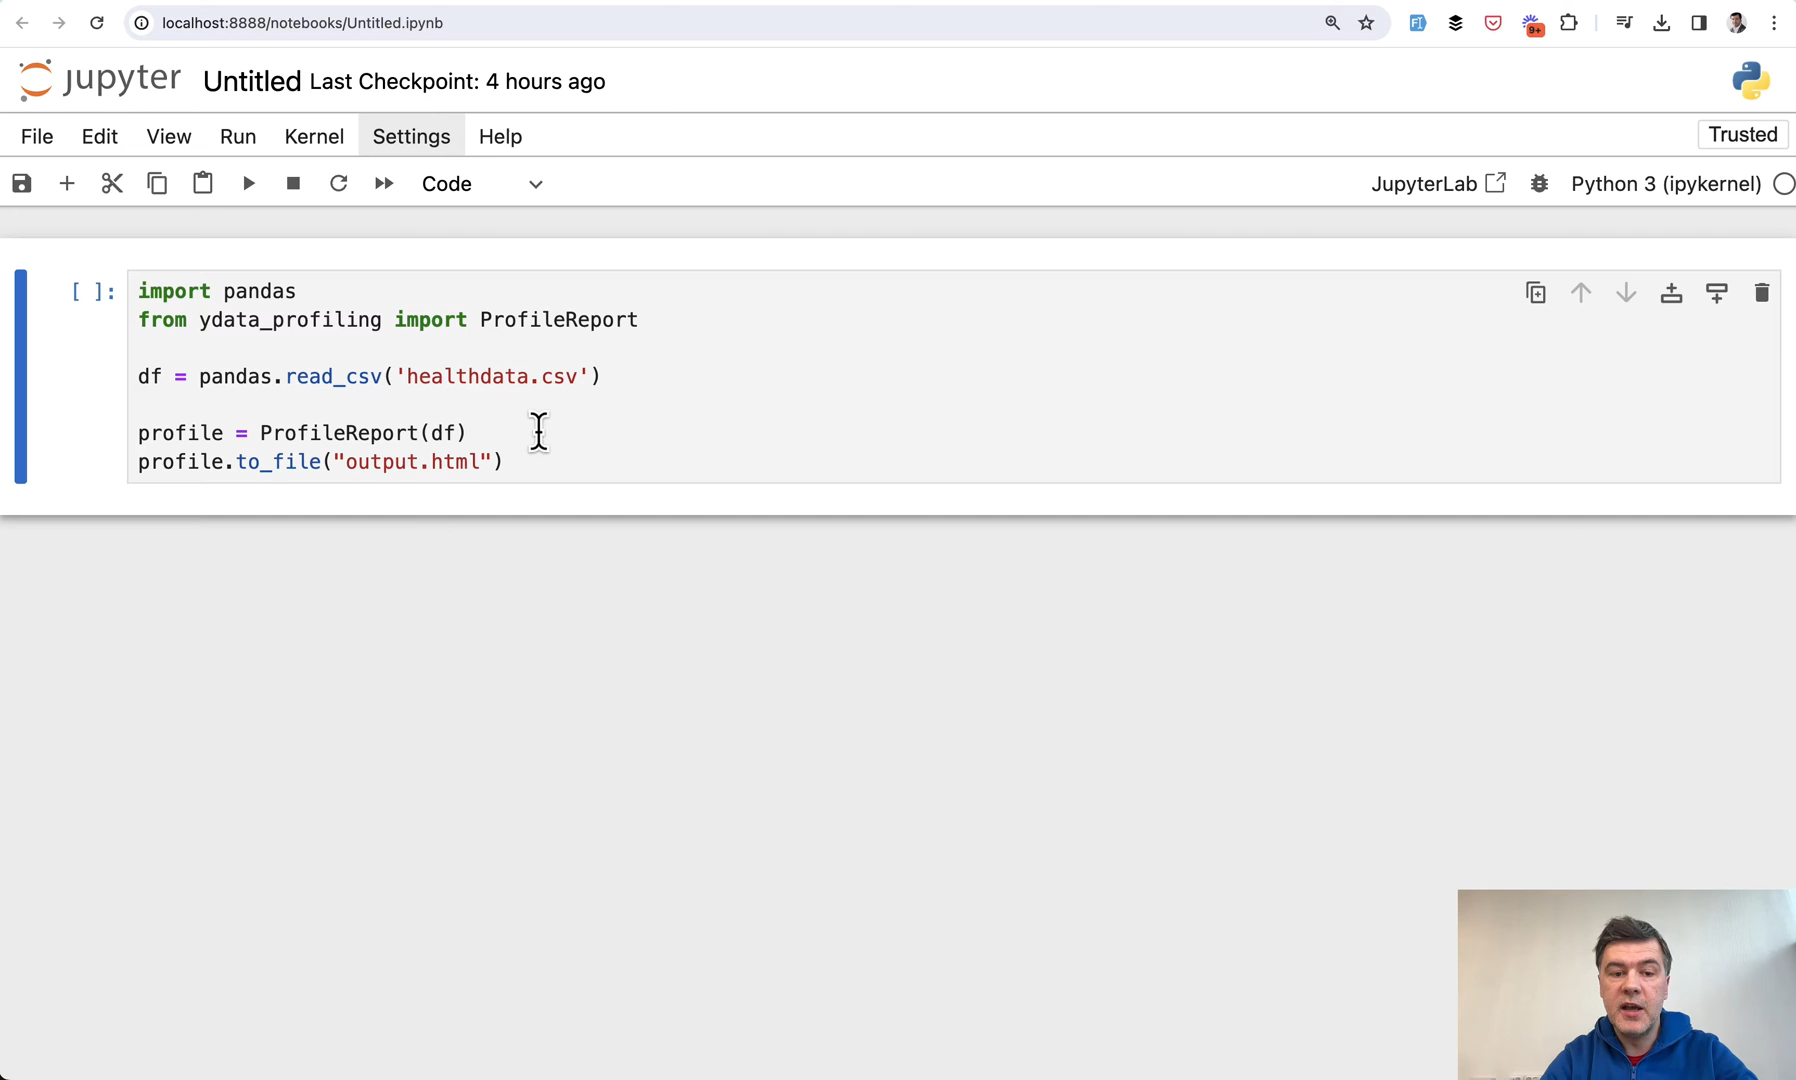 localhost:8888/notebooks/Untitled.ipynb
9+
jupyter Untitled Last Checkpoint: 4 hours ago
File Edit View Run Kernel Settings Help Trusted
Code JupyterLab Python 3 (ipykernel)
[ ]: import pandas
from ydata_profiling import ProfileReport
df = pandas.read_csv('healthdata.csv')
profile = ProfileReport(df)
profile.to_file("output.html")